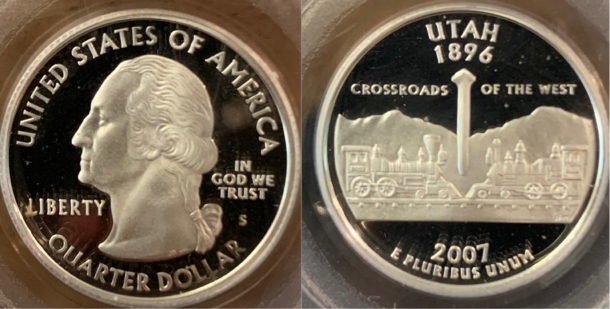 UNITED STATES OF AMERICA
LIBERTY
IN
GOD WE
TRUST
S
QUARTER DOLLAR
UTAH
1896
CROSSROADS OF THE WEST
2007
E PLURIBUS UNUM